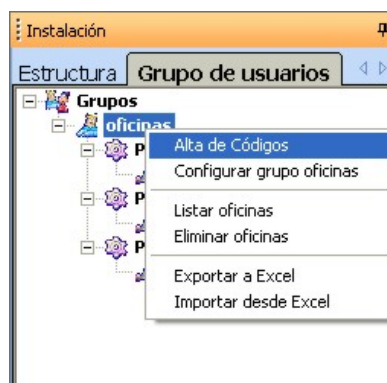 Instalación
Estructura Grupo de usuarios
Grupos
oficinas
P
Alta de Códigos
Configurar grupo oficinas
P
Listar oficinas
Eliminar oficinas
P
Exportar a Excel
Importar desde Excel